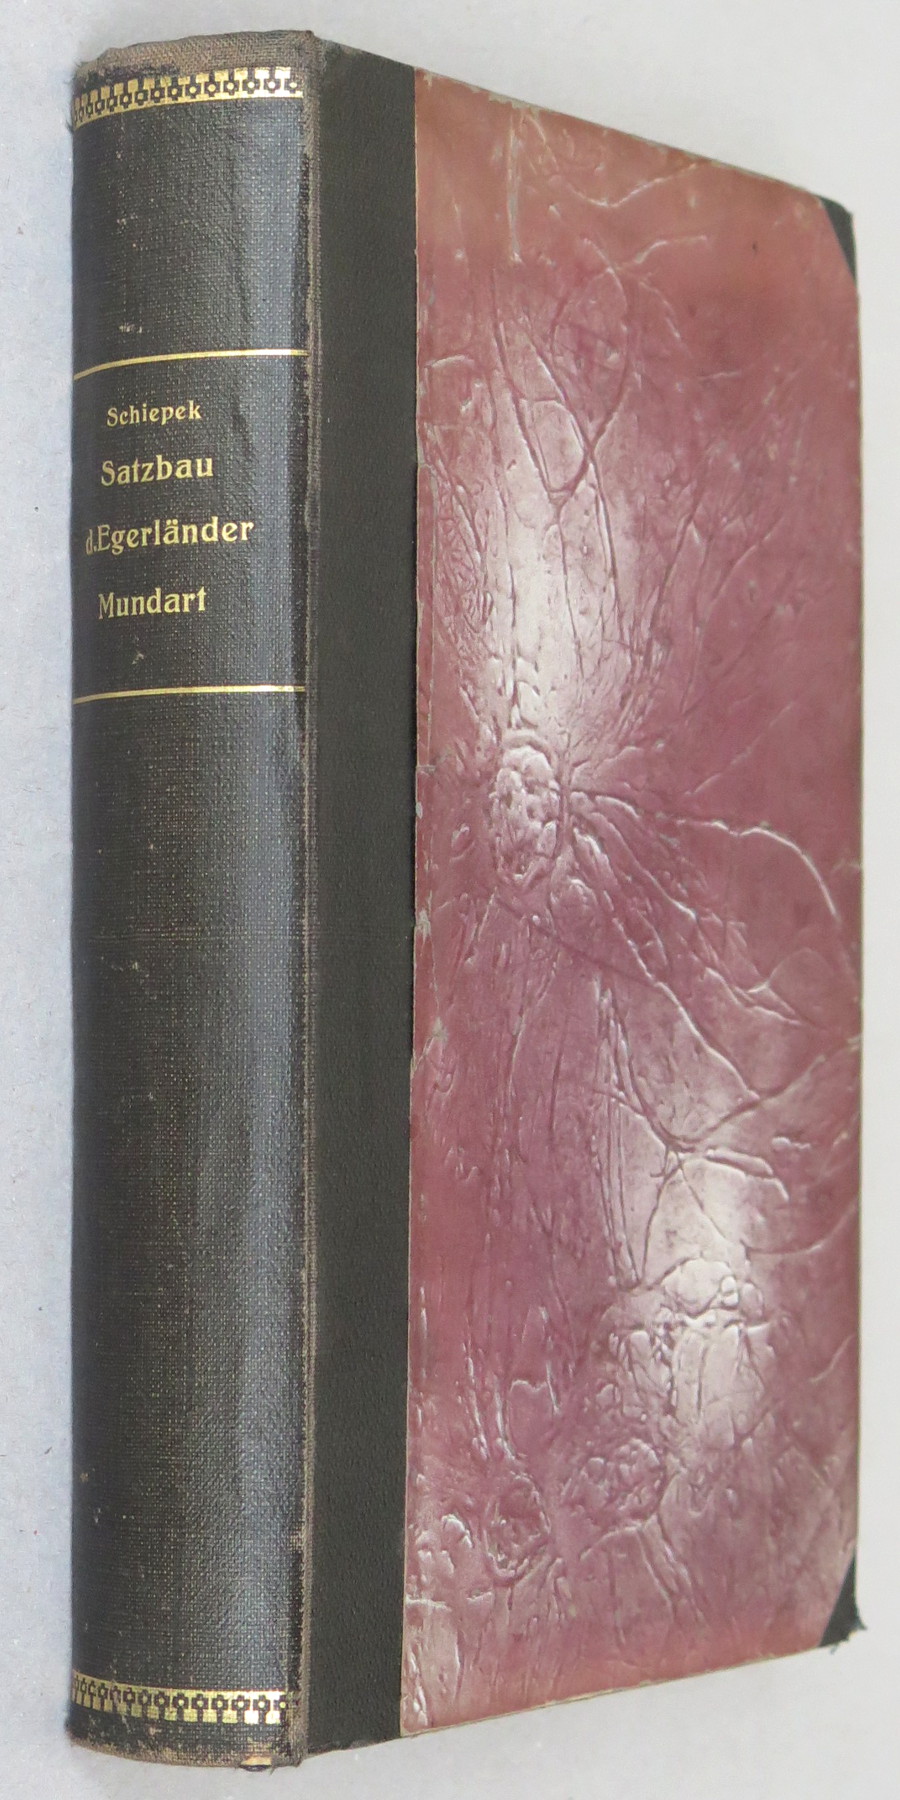 Schiepek
Satzbau
d.Egerländer
Mundart